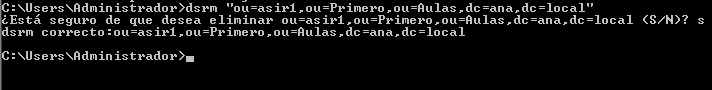 C:\Users\Administrador>dsrm "ou=asir1,ou=Primero,ou=Aulas,dc=ana,dc=local"
¿Está seguro de que desea eliminar ou=asir1,ou=Primero,ou=Aulas,dc=ana,dc=local (S/N)? s
dsrm correcto:ou=asir1,ou=Primero,ou=Aulas,dc=ana,dc=local
C:\Users\Administrador>